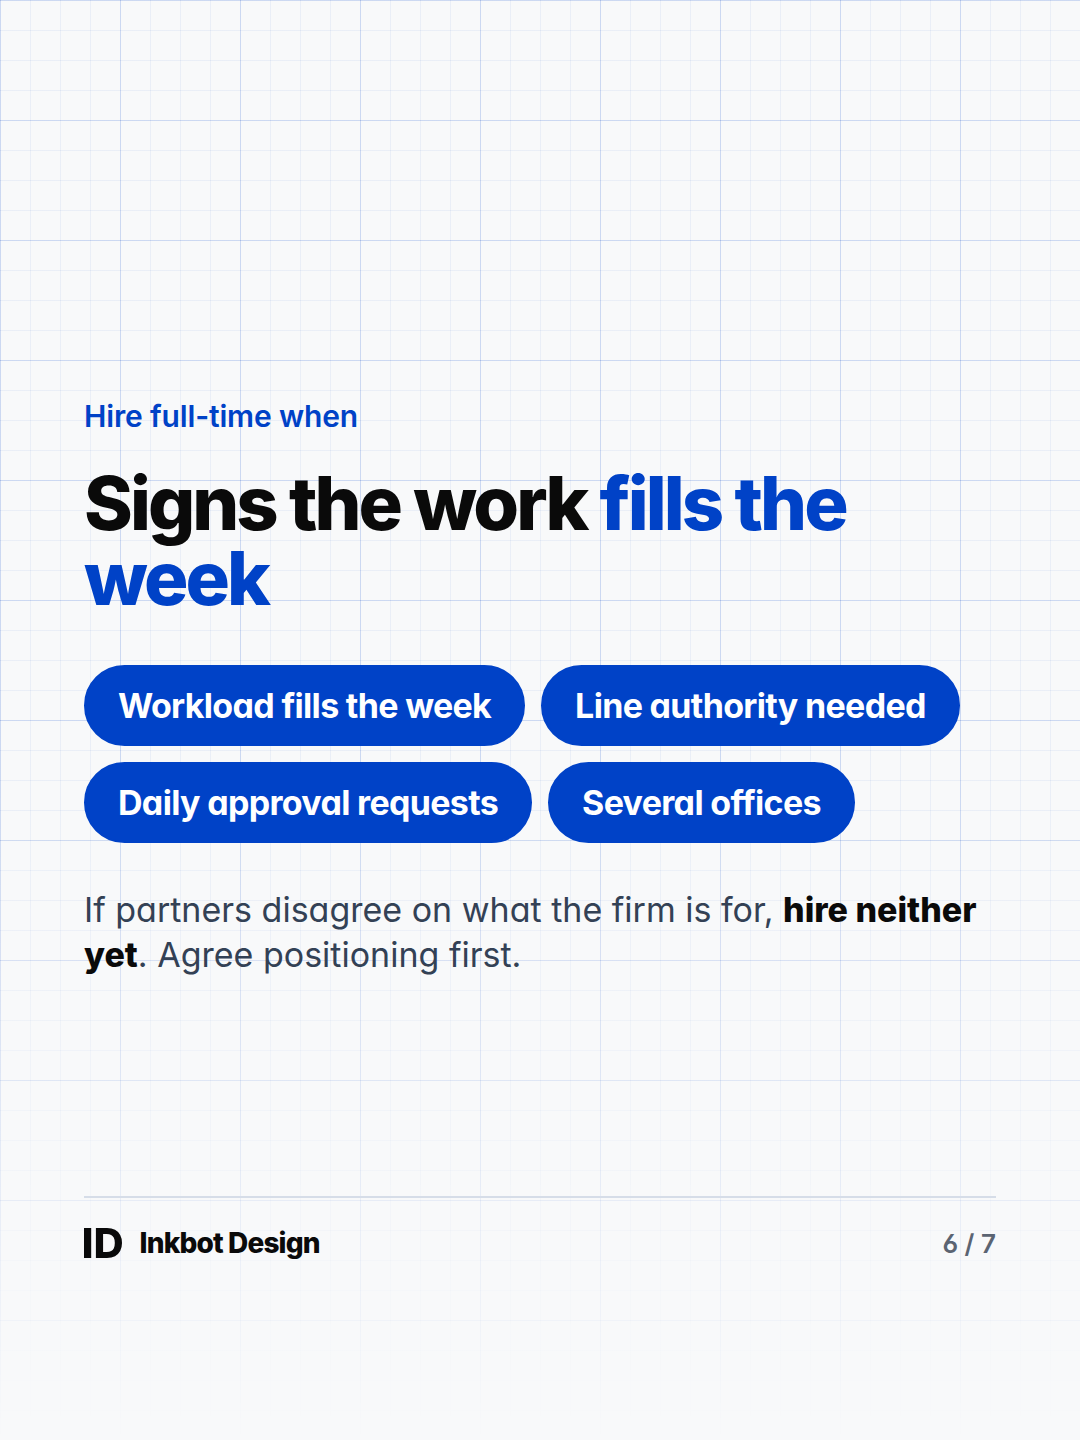 Hire full-time when
Signs the work fills the
week
Workload fills the week
Line authority needed
Daily approval requests
Several offices
If partners disagree on what the firm is for, hire neither
yet. Agree positioning first.
ID Inkbot Design
6 / 7